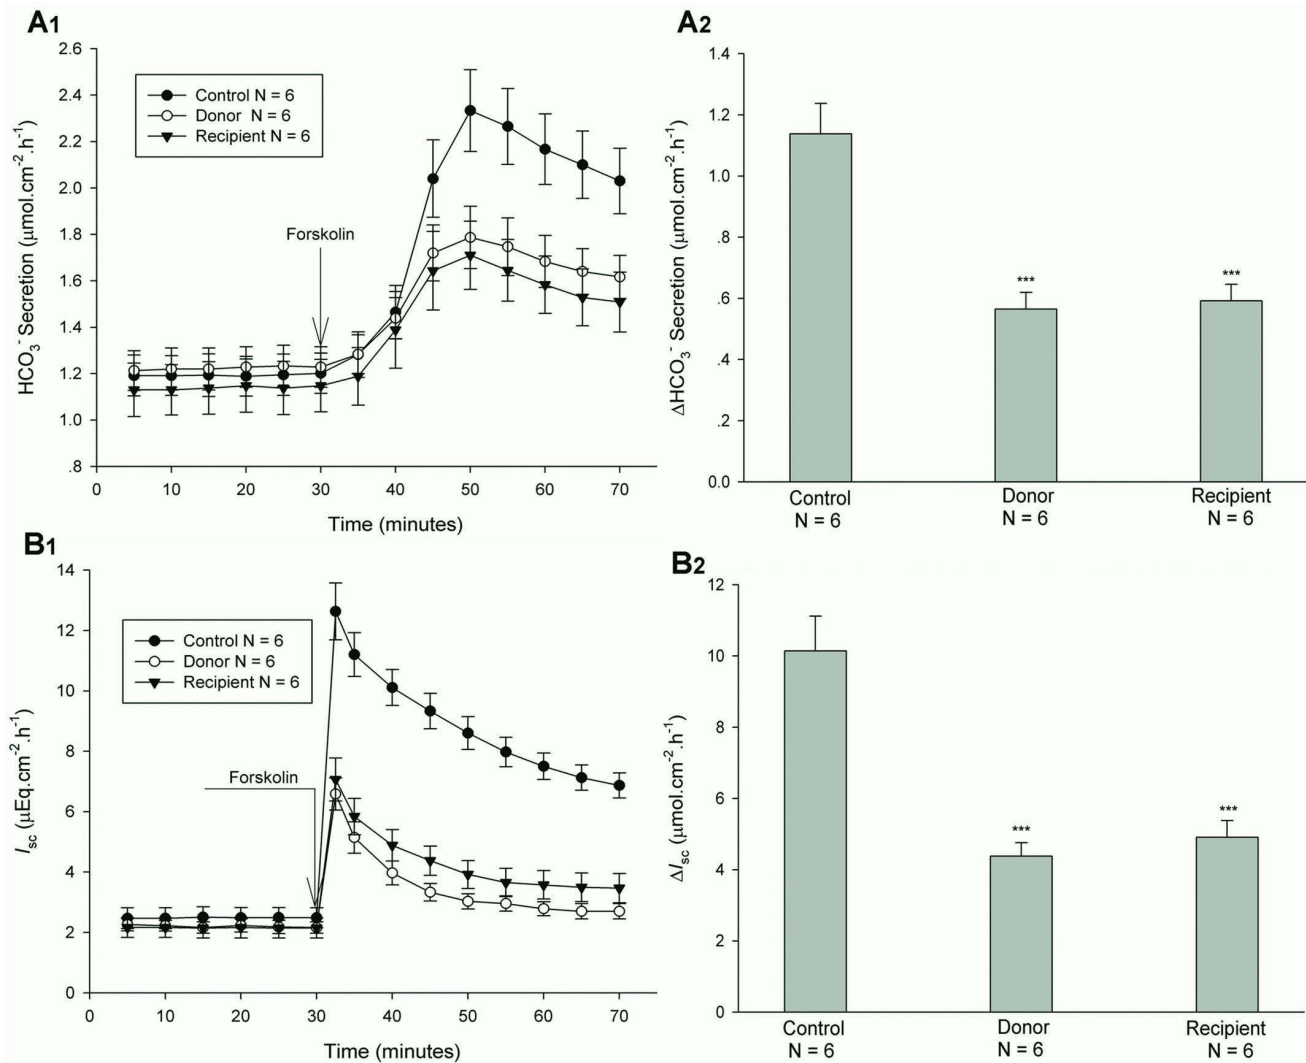 A1
2.6
2.4
2.2
2.0
1.8
1.6
1.4
1.2
1.0
.8
HCO₃⁻ Secretion (μmol.cm⁻².h⁻¹)
Control N = 6
Donor N = 6
Recipient N = 6
Forskolin
0 10 20 30 40 50 60 70
Time (minutes)
A2
1.4
1.2
1.0
.8
.6
.4
.2
0.0
ΔHCO₃⁻ Secretion (μmol.cm⁻².h⁻¹)
*** ***
Control Donor Recipient
N = 6 N = 6 N = 6
B1
14
12
10
8
6
4
2
0
Isc (μEq.cm⁻².h⁻¹)
Control N = 6
Donor N = 6
Recipient N = 6
Forskolin
0 10 20 30 40 50 60 70
Time (minutes)
B2
12
10
8
6
4
2
0
ΔIsc (μmol.cm⁻².h⁻¹)
*** ***
Control Donor Recipient
N = 6 N = 6 N = 6